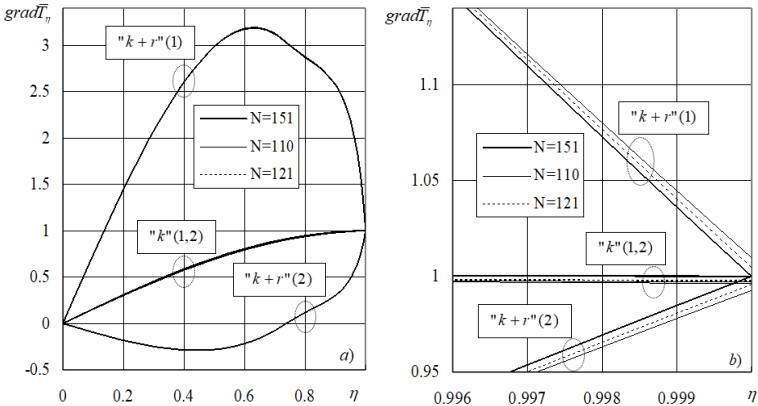 gradT̅η
3
2.5
2
1.5
1
0.5
0
-0.5
0
0.2
0.4
0.6
0.8
η
"k+r"(1)
N=151
N=110
N=121
"k"(1,2)
"k+r"(2)
a)
gradT̅η
1.1
1.05
1
0.95
0.996
0.997
0.998
0.999
η
"k+r"(1)
N=151
N=110
N=121
"k"(1,2)
"k+r"(2)
b)